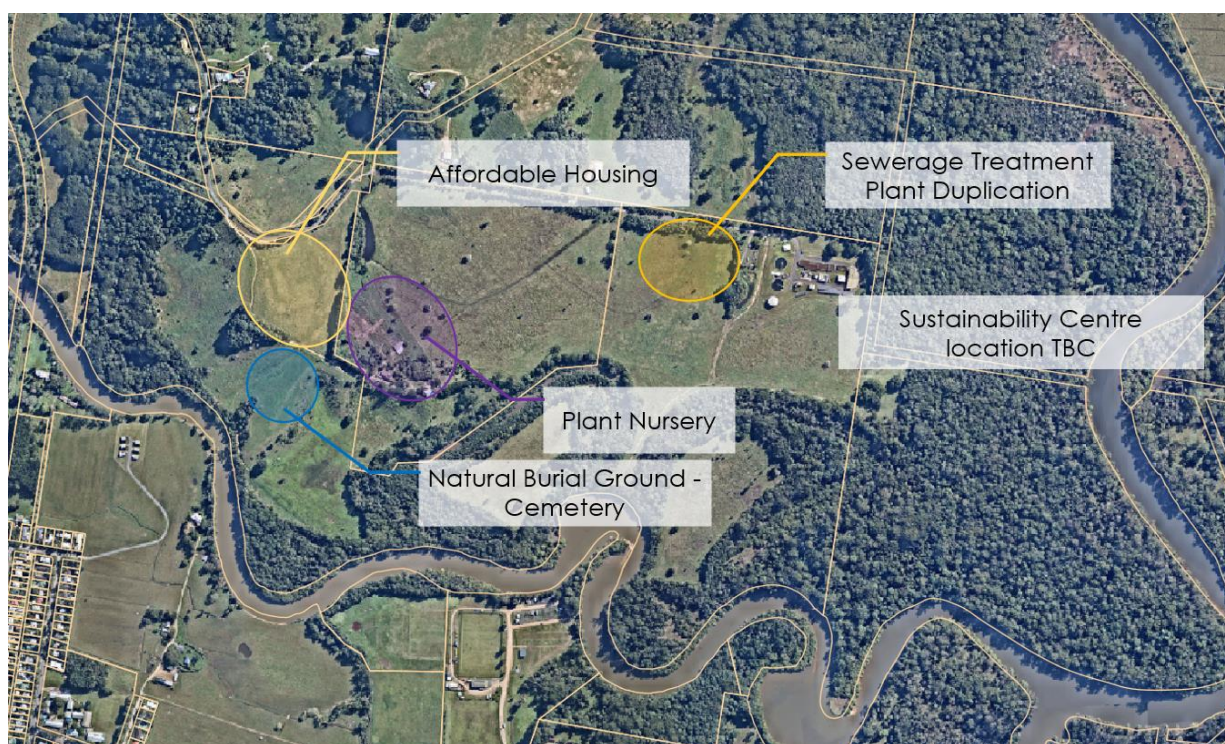 Affordable Housing
Sewerage Treatment
Plant Duplication
Sustainability Centre
location TBC
Plant Nursery
Natural Burial Ground -
Cemetery